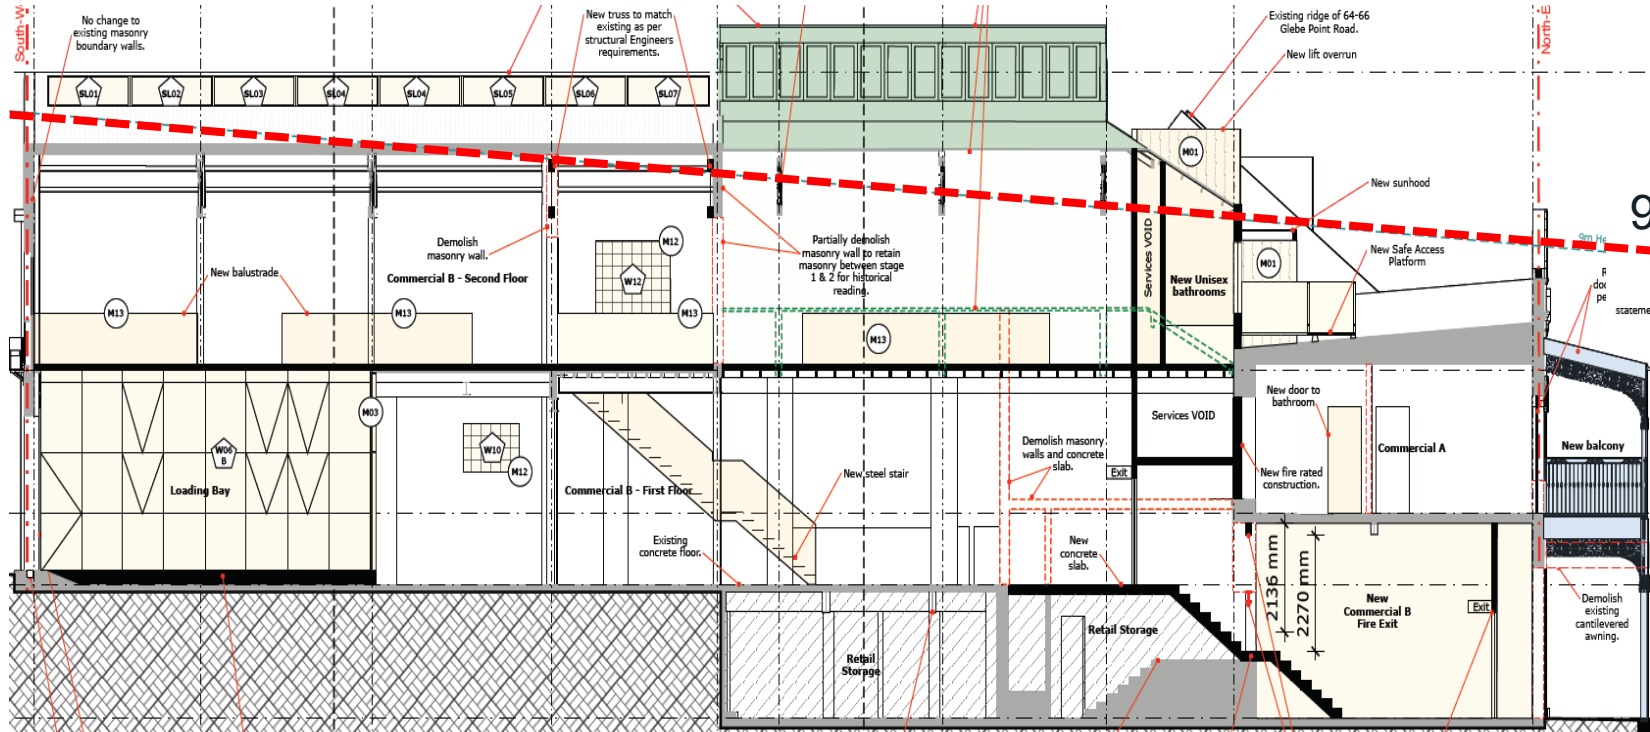 South-W
No change to
existing masonry
boundary walls.
New truss to match
existing as per
structural Engineers
requirements.
Existing ridge of 64-66
Glebe Point Road.
New lift overrun
North-E
SL01
SL02
SL03
SL04
SL04
SL05
SL06
SL07
M01
New sunhood
9
9m He
Demolish
masonry wall.
M12
Partially demolish
masonry wall to retain
masonry between stage
1 & 2 for historical
reading.
Services VOID
New Unisex
bathrooms
M01
New Safe Access
Platform
New balustrade
Commercial B - Second Floor
W12
R
doo
pe
stateme
M13
M13
M13
M13
M03
W06
B
Loading Bay
W10
M12
Commercial B - First Floor
New steel stair
Demolish masonry
walls and concrete
slab.
Services VOID
Exit
New door to
bathroom
Commercial A
New fire rated
construction.
New balcony
Existing
concrete floor.
New
concrete
slab.
2136 mm
2270 mm
New
Commercial B
Fire Exit
Exit
Demolish
existing
cantilevered
awning.
Retail
Storage
Retail Storage